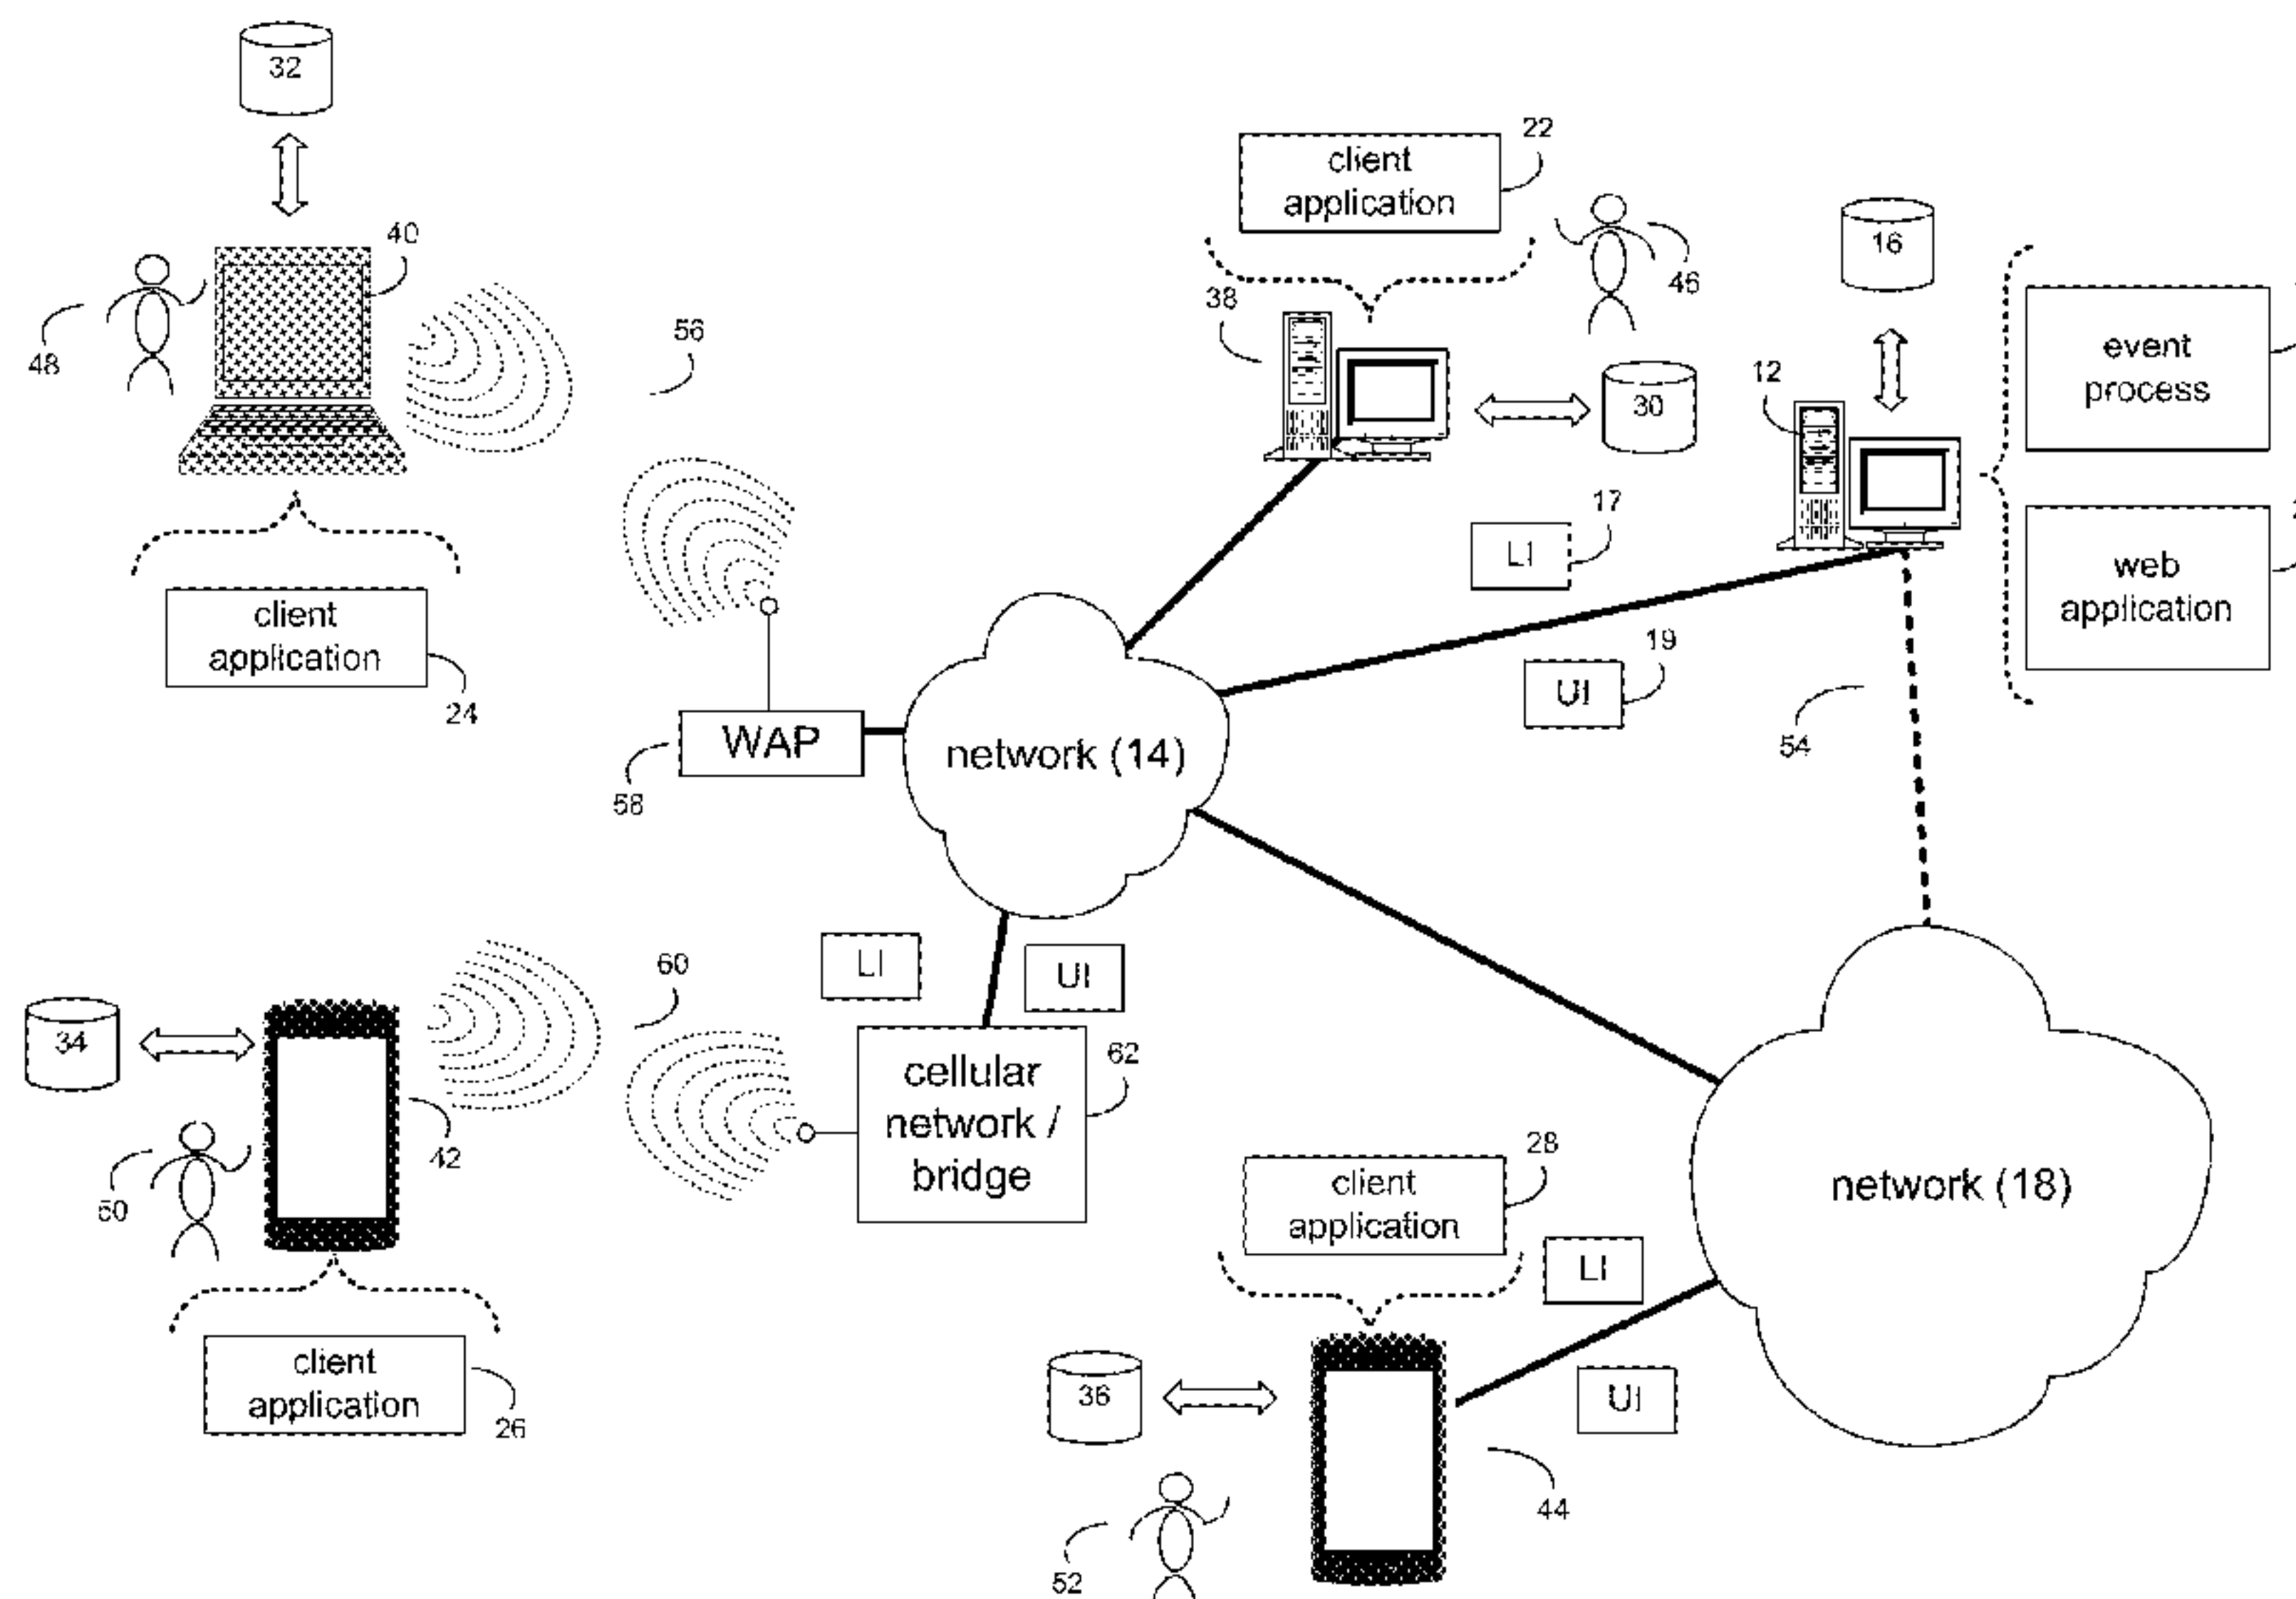 32
40
48
56
client
application
24
22
client
application
46
38
30
16
12
event
process
web
application
17
LI
19
UI
54
WAP
58
network (14)
LI
UI
60
34
42
50
cellular
network /
bridge
62
client
application
26
28
client
application
LI
UI
network (18)
36
44
52